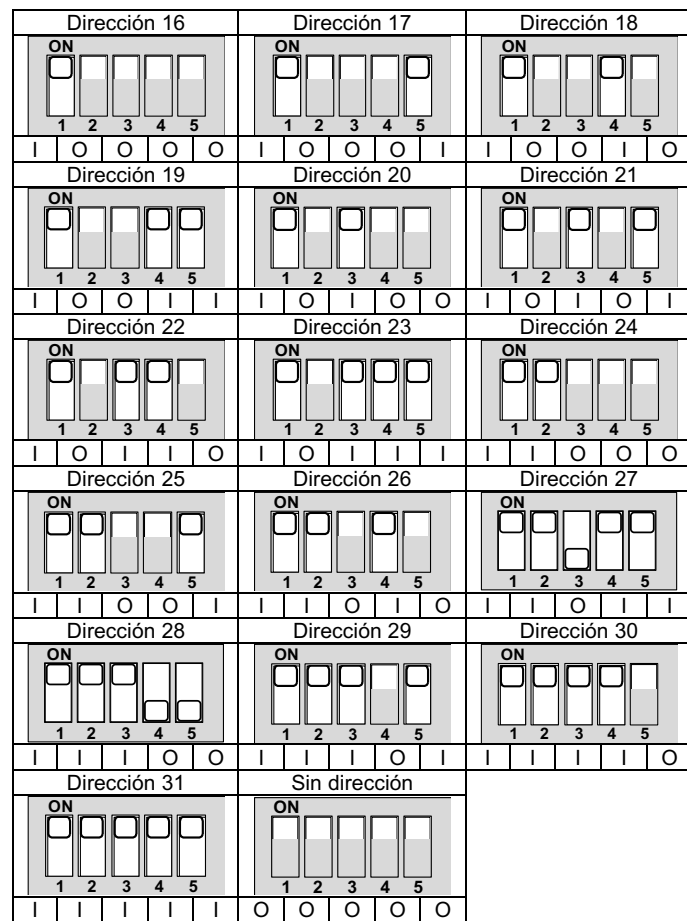 Dirección 16 Dirección 17 Dirección 18
ON ON ON
1 2 3 4 5 1 2 3 4 5 1 2 3 4 5
I O O O O I O O O I I O O I O
Dirección 19 Dirección 20 Dirección 21
ON ON ON
1 2 3 4 5 1 2 3 4 5 1 2 3 4 5
I O O I I I O I O O I O I O I
Dirección 22 Dirección 23 Dirección 24
ON ON ON
1 2 3 4 5 1 2 3 4 5 1 2 3 4 5
I O I I O I O I I I I I O O O
Dirección 25 Dirección 26 Dirección 27
ON ON ON
1 2 3 4 5 1 2 3 4 5 1 2 3 4 5
I I O O I I I O I O I I O I I
Dirección 28 Dirección 29 Dirección 30
ON ON ON
1 2 3 4 5 1 2 3 4 5 1 2 3 4 5
I I I O O I I I O I I I I I O
Dirección 31 Sin dirección
ON ON
1 2 3 4 5 1 2 3 4 5
I I I I I O O O O O